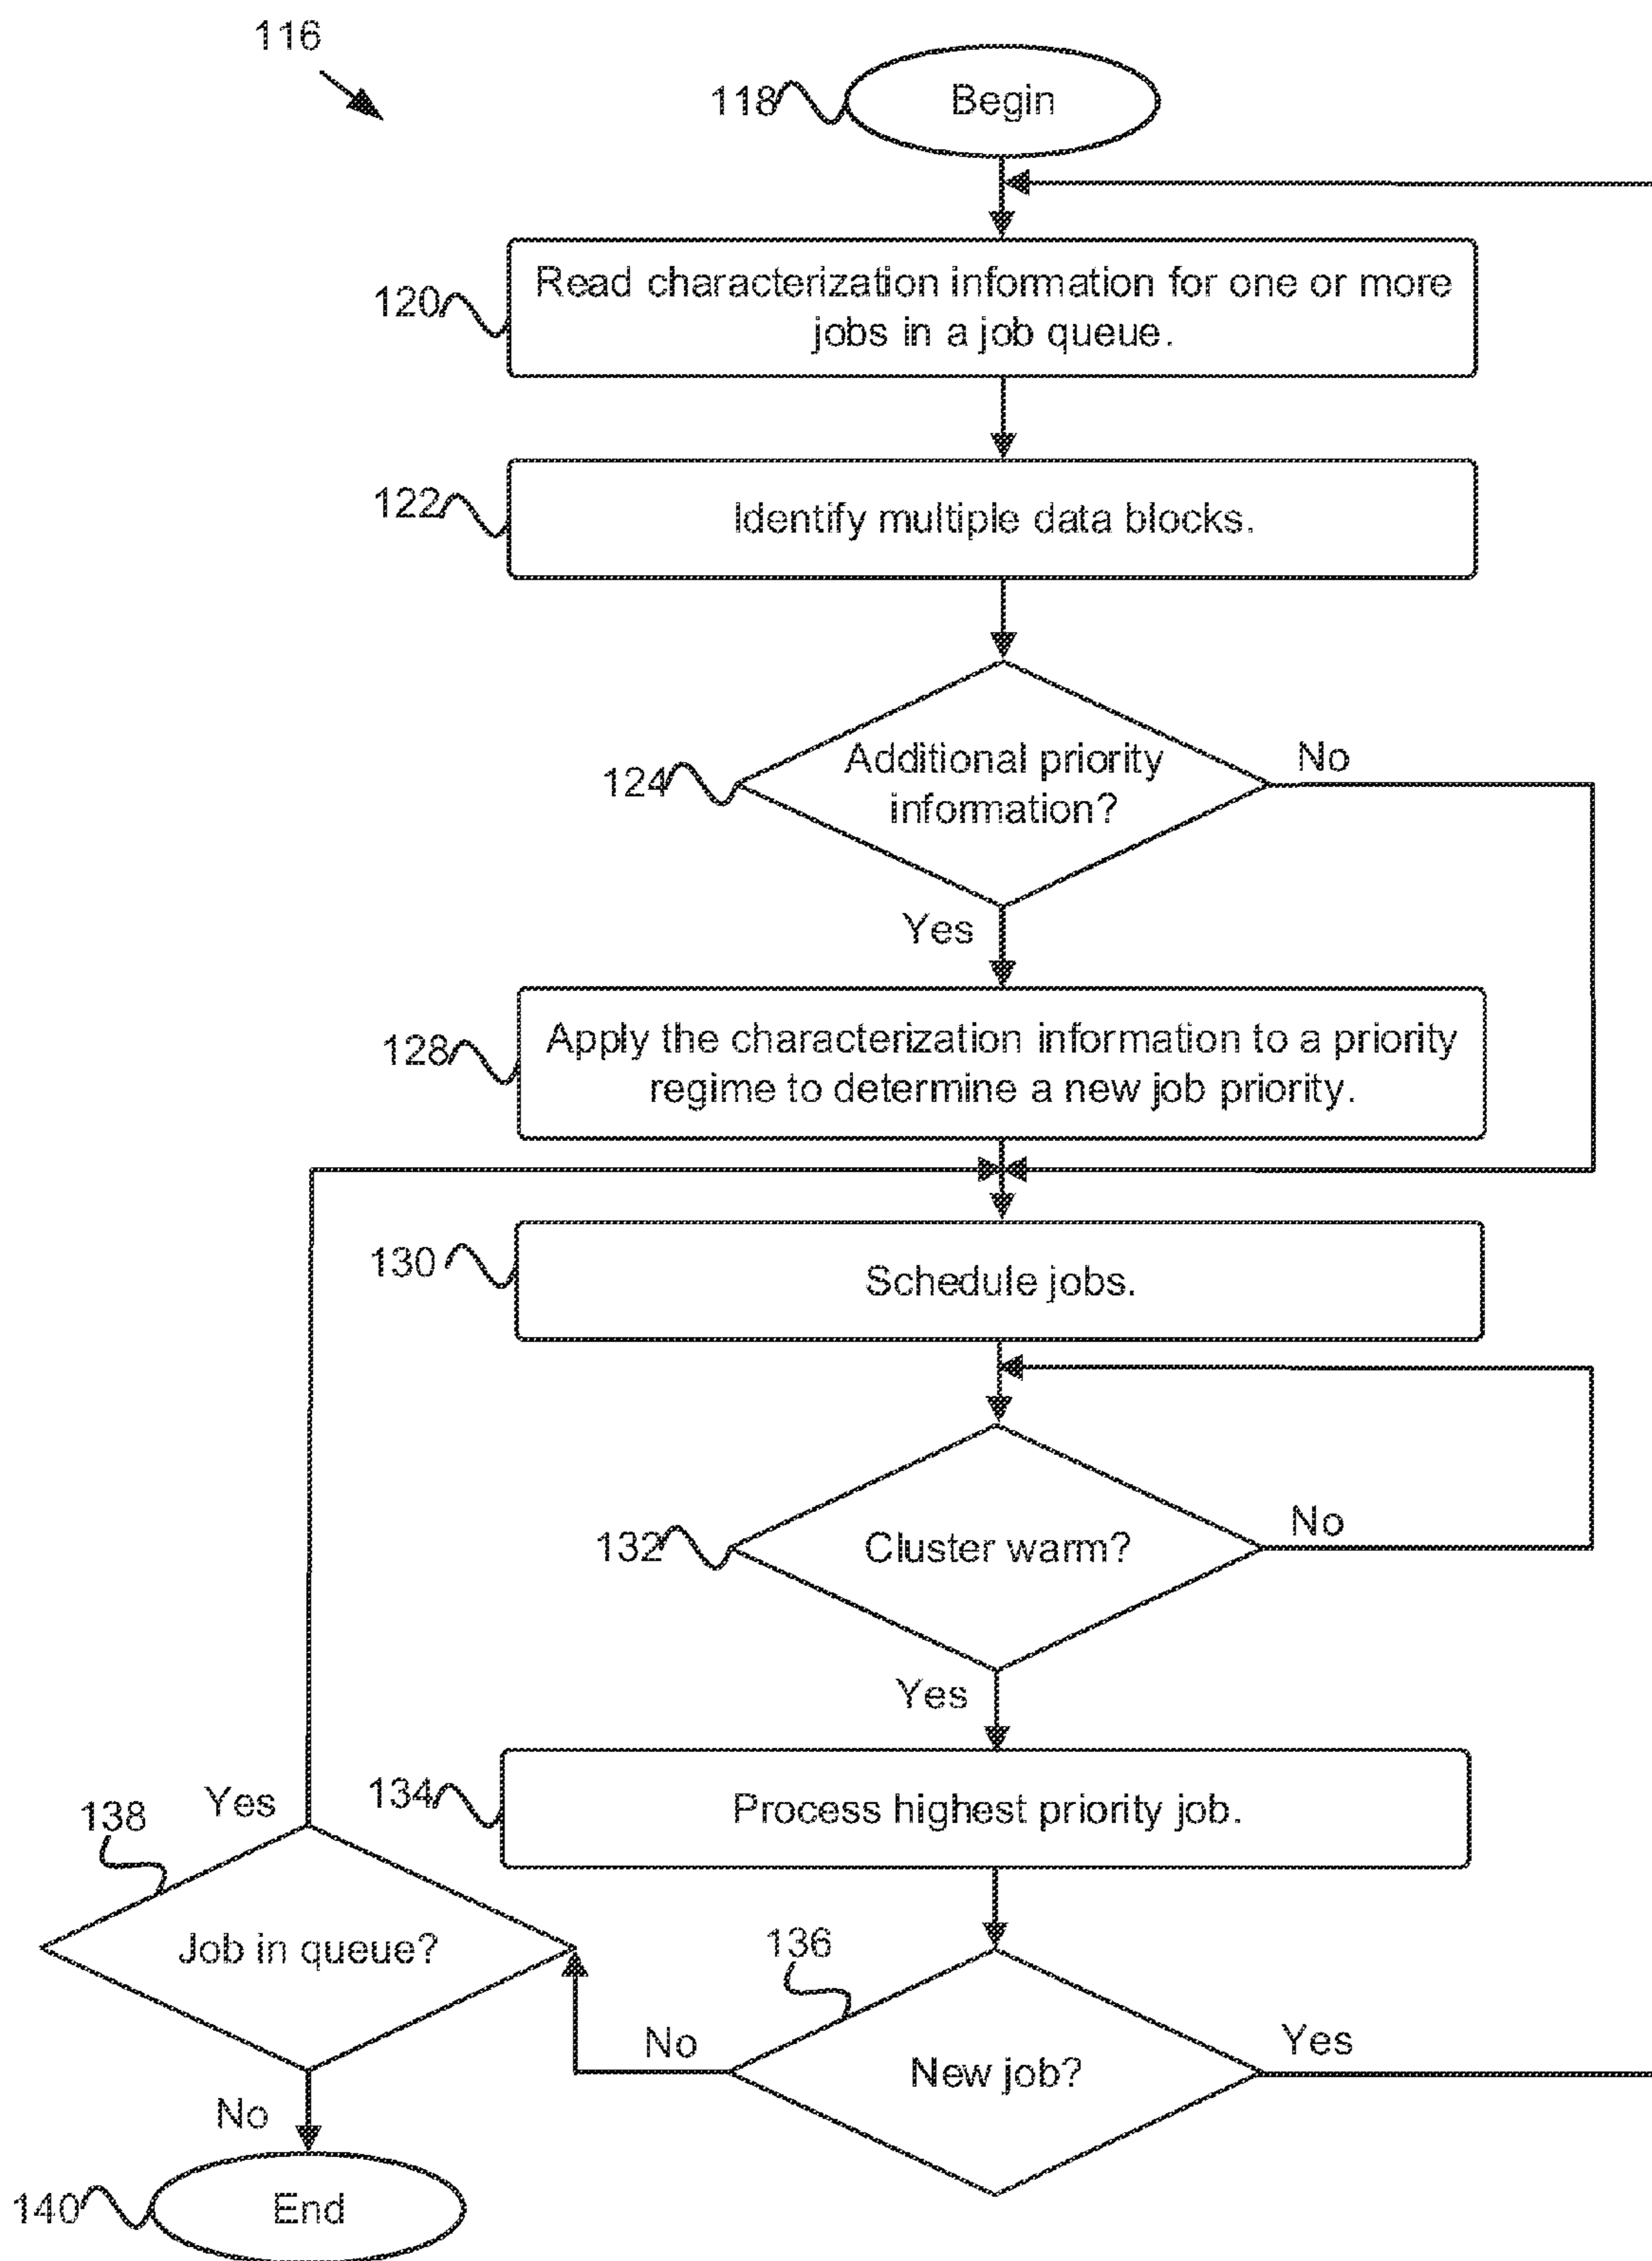 116
118
Begin
120
Read characterization information for one or more
jobs in a job queue.
122
Identify multiple data blocks.
124
Additional priority
information?
No
Yes
128
Apply the characterization information to a priority
regime to determine a new job priority.
130
Schedule jobs.
132
Cluster warm?
No
Yes
134
Process highest priority job.
138
Yes
Job in queue?
136
No
New job?
Yes
No
140
End